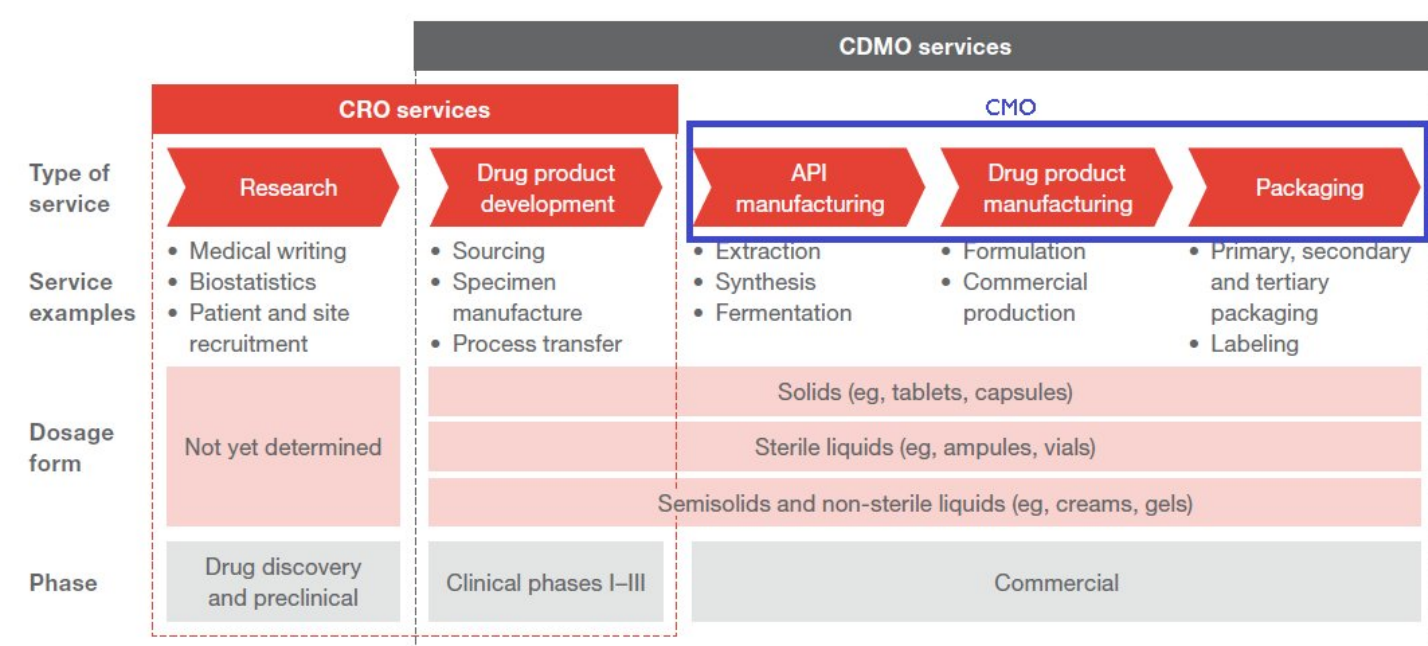 CDMO services
CRO services
CMO
Type of
service
Research
Drug product
development
API
manufacturing
Drug product
manufacturing
Packaging
Service
examples
• Medical writing
• Biostatistics
• Patient and site
recruitment
• Sourcing
• Specimen
manufacture
• Process transfer
• Extraction
• Synthesis
• Fermentation
• Formulation
• Commercial
production
• Primary, secondary
and tertiary
packaging
• Labeling
Dosage
form
Not yet determined
Solids (eg, tablets, capsules)
Sterile liquids (eg, ampules, vials)
Semisolids and non-sterile liquids (eg, creams, gels)
Phase
Drug discovery
and preclinical
Clinical phases I–III
Commercial